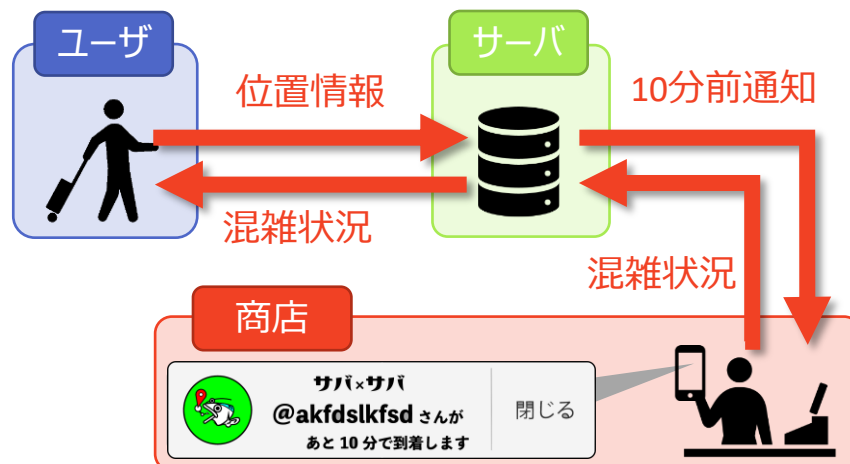 ユーザ
サーバ
位置情報
10分前通知
混雑状況
混雑状況
商店
サバ×サバ
@akfdslkfsd さんが
あと 10 分で到着します
閉じる